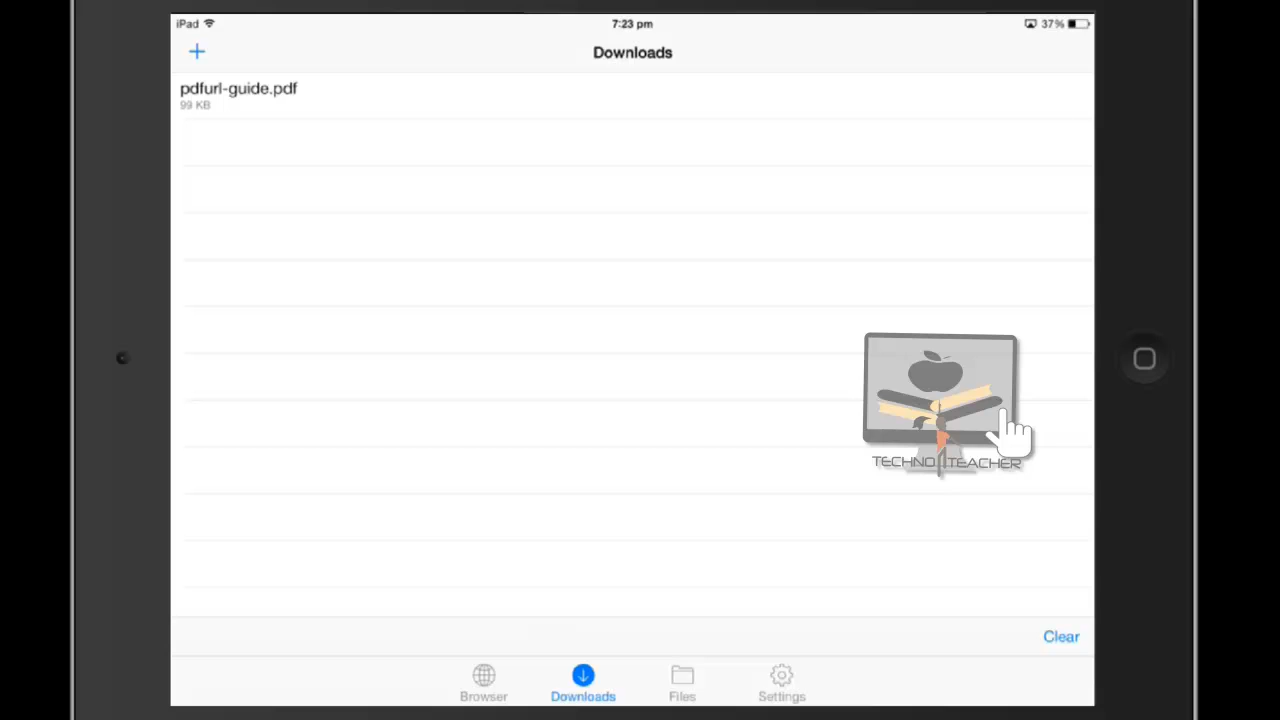 iPad 7:23 pm 37%
Downloads
pdfurl-guide.pdf
99 KB
TECHNO TEACHER
Clear
Browser Downloads Files Settings